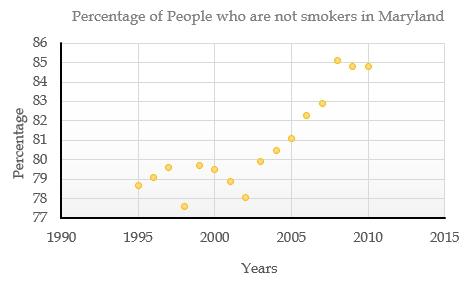 Percentage of People who are not smokers in Maryland
86
85
84
83
82
81
80
79
78
77
Percentage
1990 1995 2000 2005 2010 2015
Years